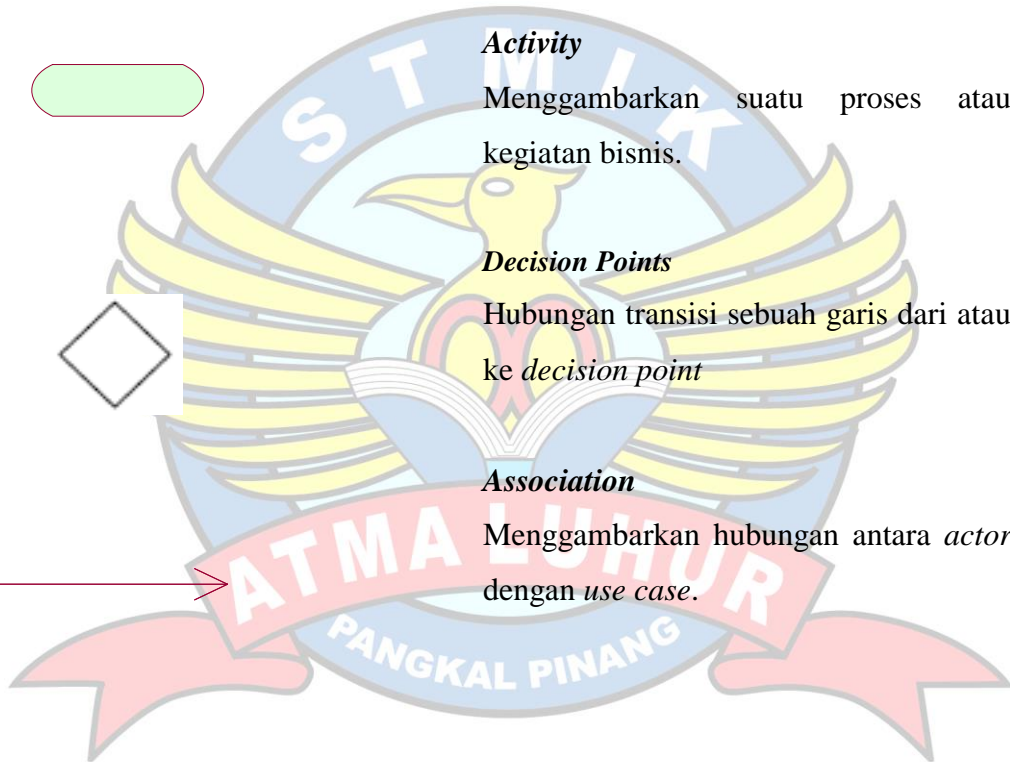 STMIK
Activity
Menggambarkan suatu proses atau
kegiatan bisnis.
Decision Points
Hubungan transisi sebuah garis dari atau
ke decision point
Association
Menggambarkan hubungan antara actor
dengan use case.
ATMA LUHUR
PANGKAL PINANG